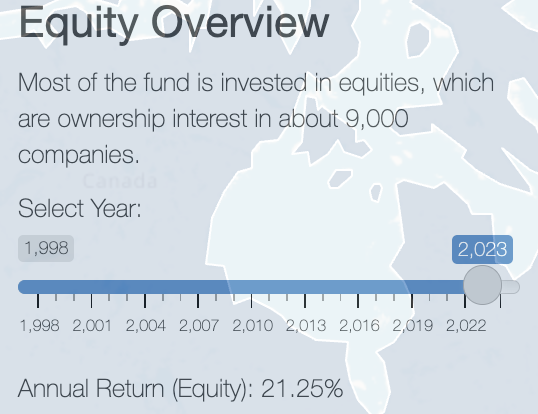 Equity Overview
Most of the fund is invested in equities, which
are ownership interest in about 9,000
companies.
Canada
Select Year:
1,998 2,023
1,998 2,001 2,004 2,007 2,010 2,013 2,016 2,019 2,022
Annual Return (Equity): 21.25%